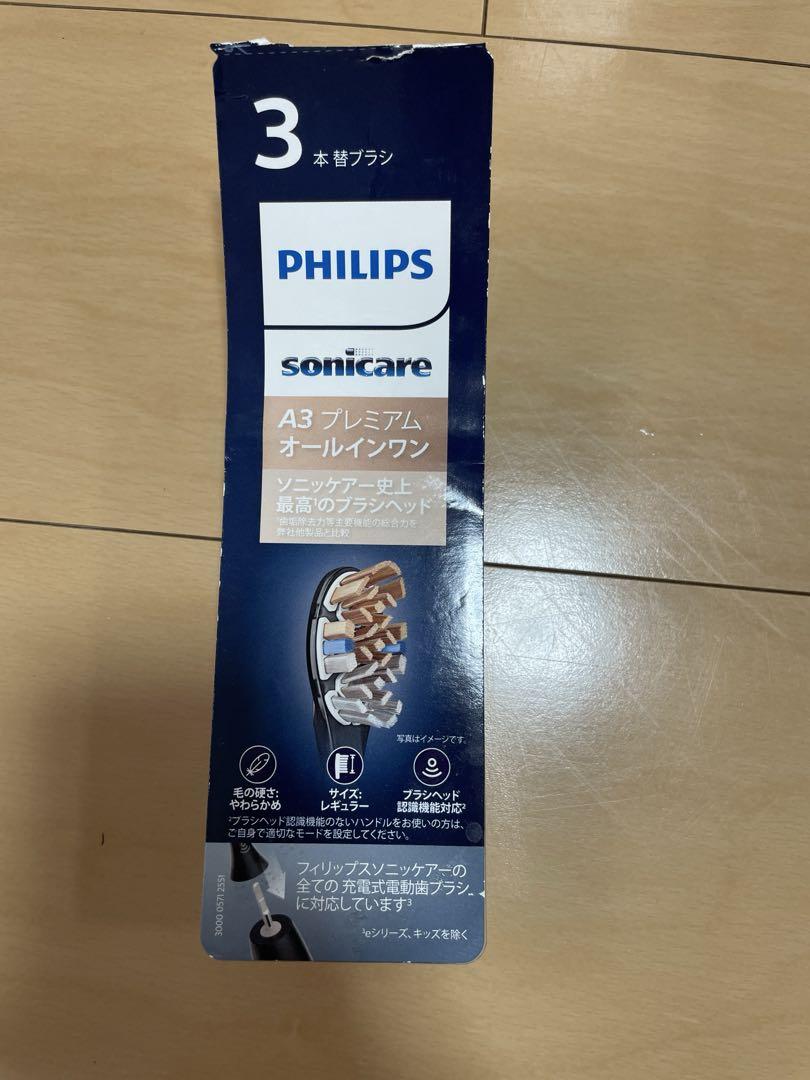 3 本 替ブラシ
PHILIPS
sonicare
A3 プレミアム
オールインワン
ソニッケアー史上
最高¹のブラシヘッド
¹歯垢除去力等主要機能の総合力を
弊社他製品と比較
写真はイメージです。
毛の硬さ:
やわらかめ
サイズ:
レギュラー
ブラシヘッド
認識機能対応²
²ブラシヘッド認識機能のないハンドルをお使いの方は、
ご自身で適切なモードを設定してください。
フィリップスソニッケアーの
全ての 充電式電動歯ブラシ
に対応しています³
³eシリーズ、キッズを除く
3000 0571 2551